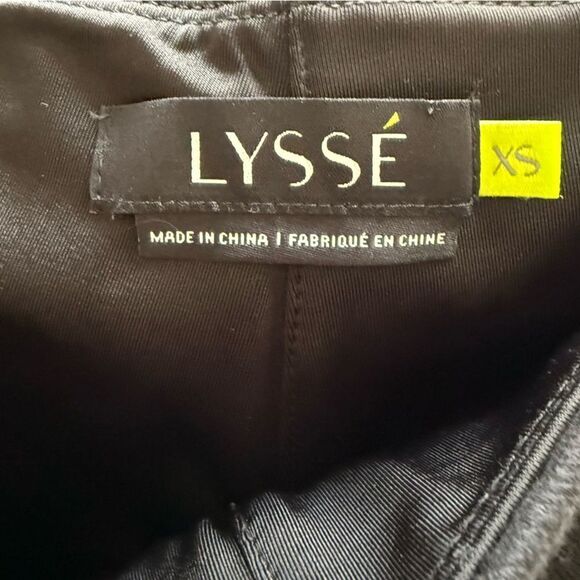 LYSSÉ
XS
MADE IN CHINA | FABRIQUÉ EN CHINE